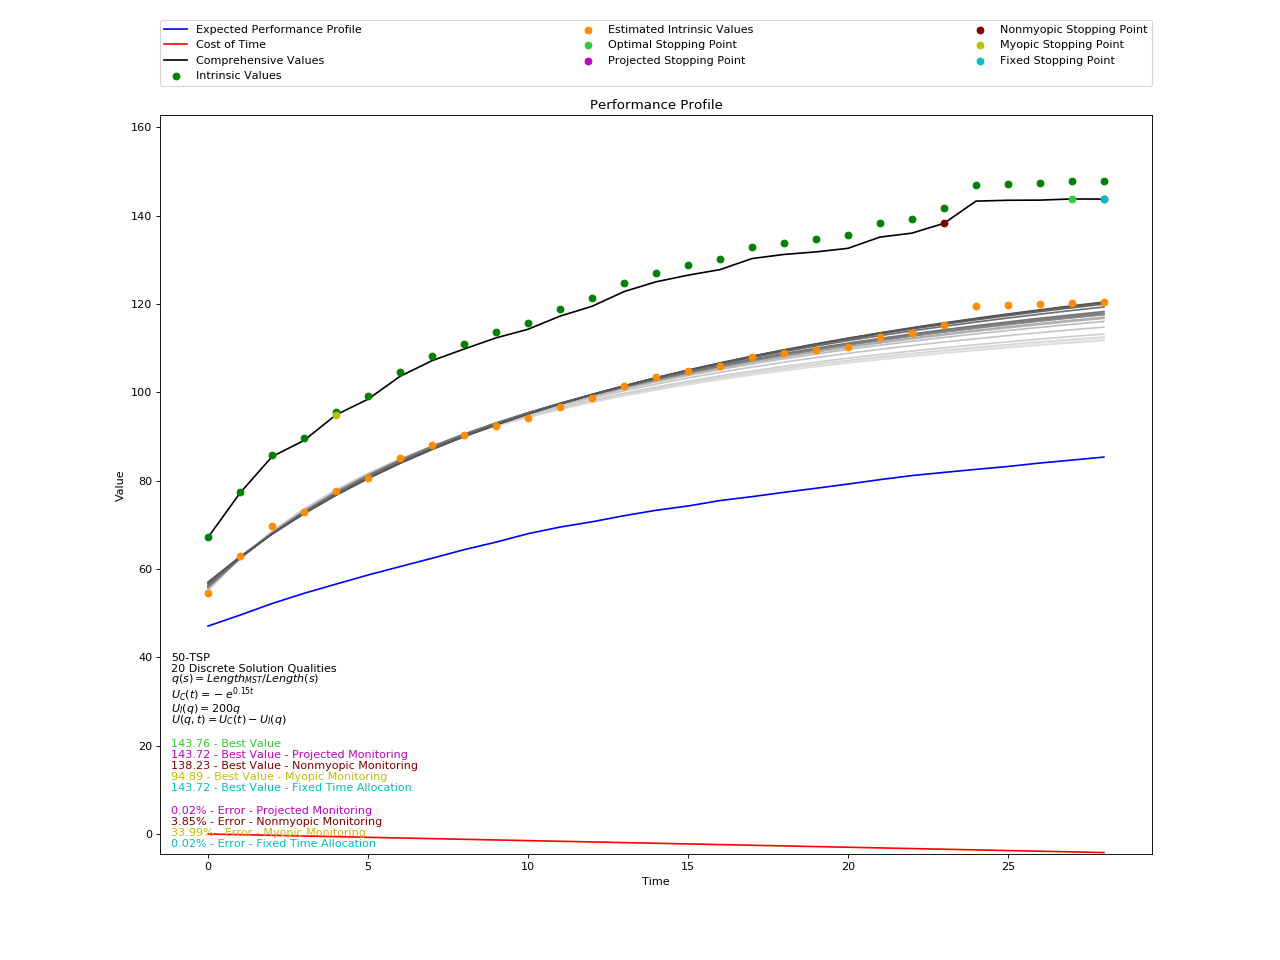 Expected Performance Profile
Cost of Time
Comprehensive Values
Intrinsic Values
Estimated Intrinsic Values
Optimal Stopping Point
Projected Stopping Point
Nonmyopic Stopping Point
Myopic Stopping Point
Fixed Stopping Point
Performance Profile
160
140
120
100
80
60
40
20
0
Value
50-TSP
20 Discrete Solution Qualities
q(s) = Length_{MST}/Length(s)
U_C(t) = −e^{0.15t}
U_I(q) = 200q
U(q, t) = U_C(t) − U_I(q)
143.76 - Best Value
143.72 - Best Value - Projected Monitoring
138.23 - Best Value - Nonmyopic Monitoring
94.89 - Best Value - Myopic Monitoring
143.72 - Best Value - Fixed Time Allocation
0.02% - Error - Projected Monitoring
3.85% - Error - Nonmyopic Monitoring
33.99% - Error - Myopic Monitoring
0.02% - Error - Fixed Time Allocation
0 5 10 15 20 25
Time